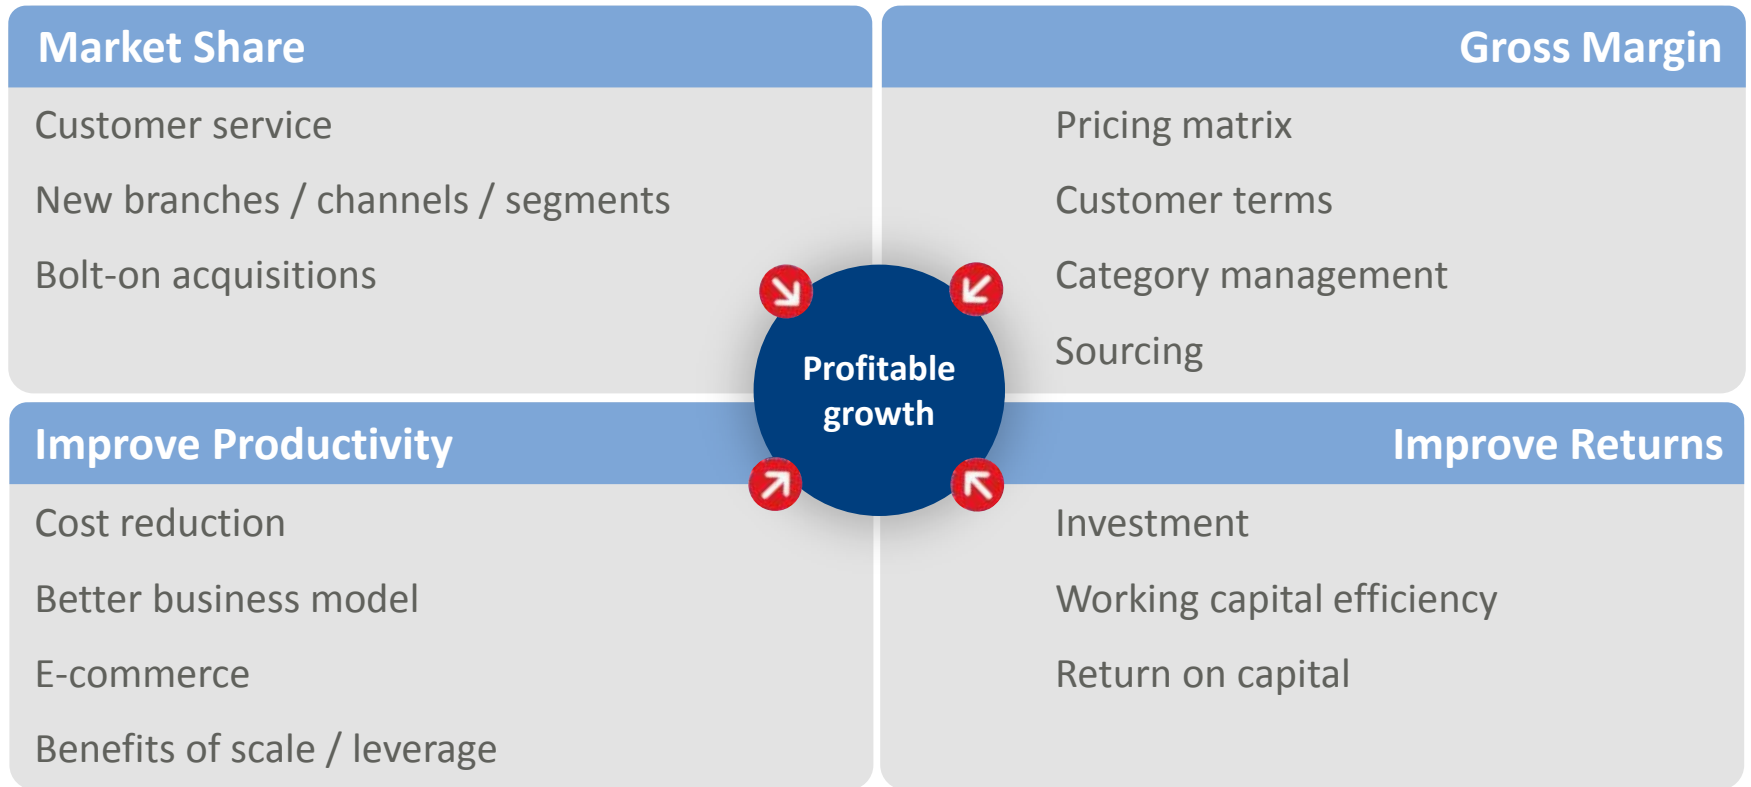 Market Share
Customer service
New branches / channels / segments
Bolt-on acquisitions
Gross Margin
Pricing matrix
Customer terms
Category management
Sourcing
Profitable
growth
Improve Productivity
Cost reduction
Better business model
E-commerce
Benefits of scale / leverage
Improve Returns
Investment
Working capital efficiency
Return on capital